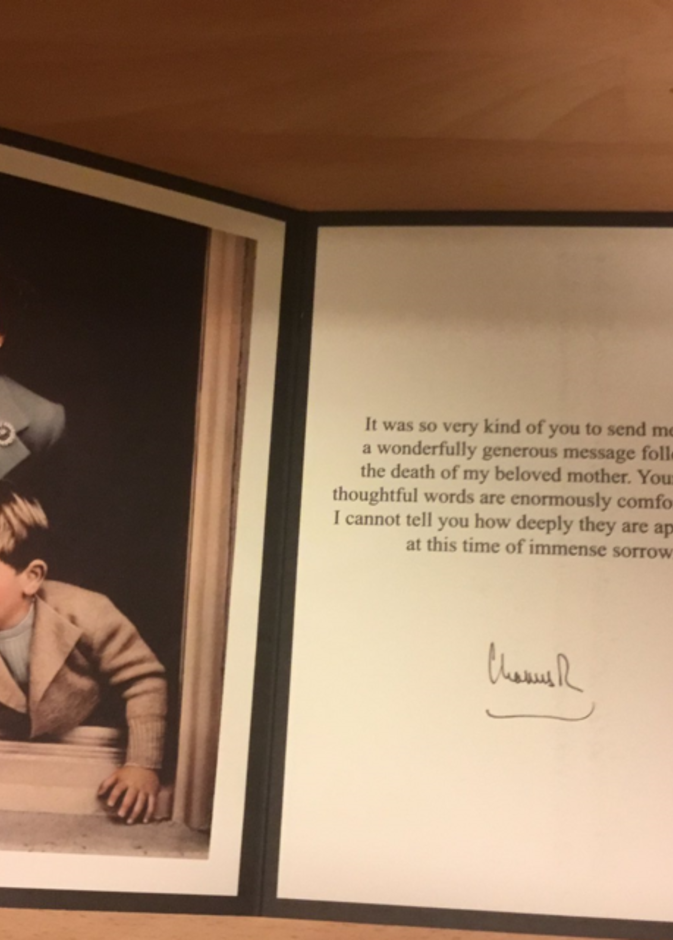 It was so very kind of you to send me
a wonderfully generous message foll
the death of my beloved mother. You
thoughtful words are enormously comfo
I cannot tell you how deeply they are ap
at this time of immense sorrow
Charles R